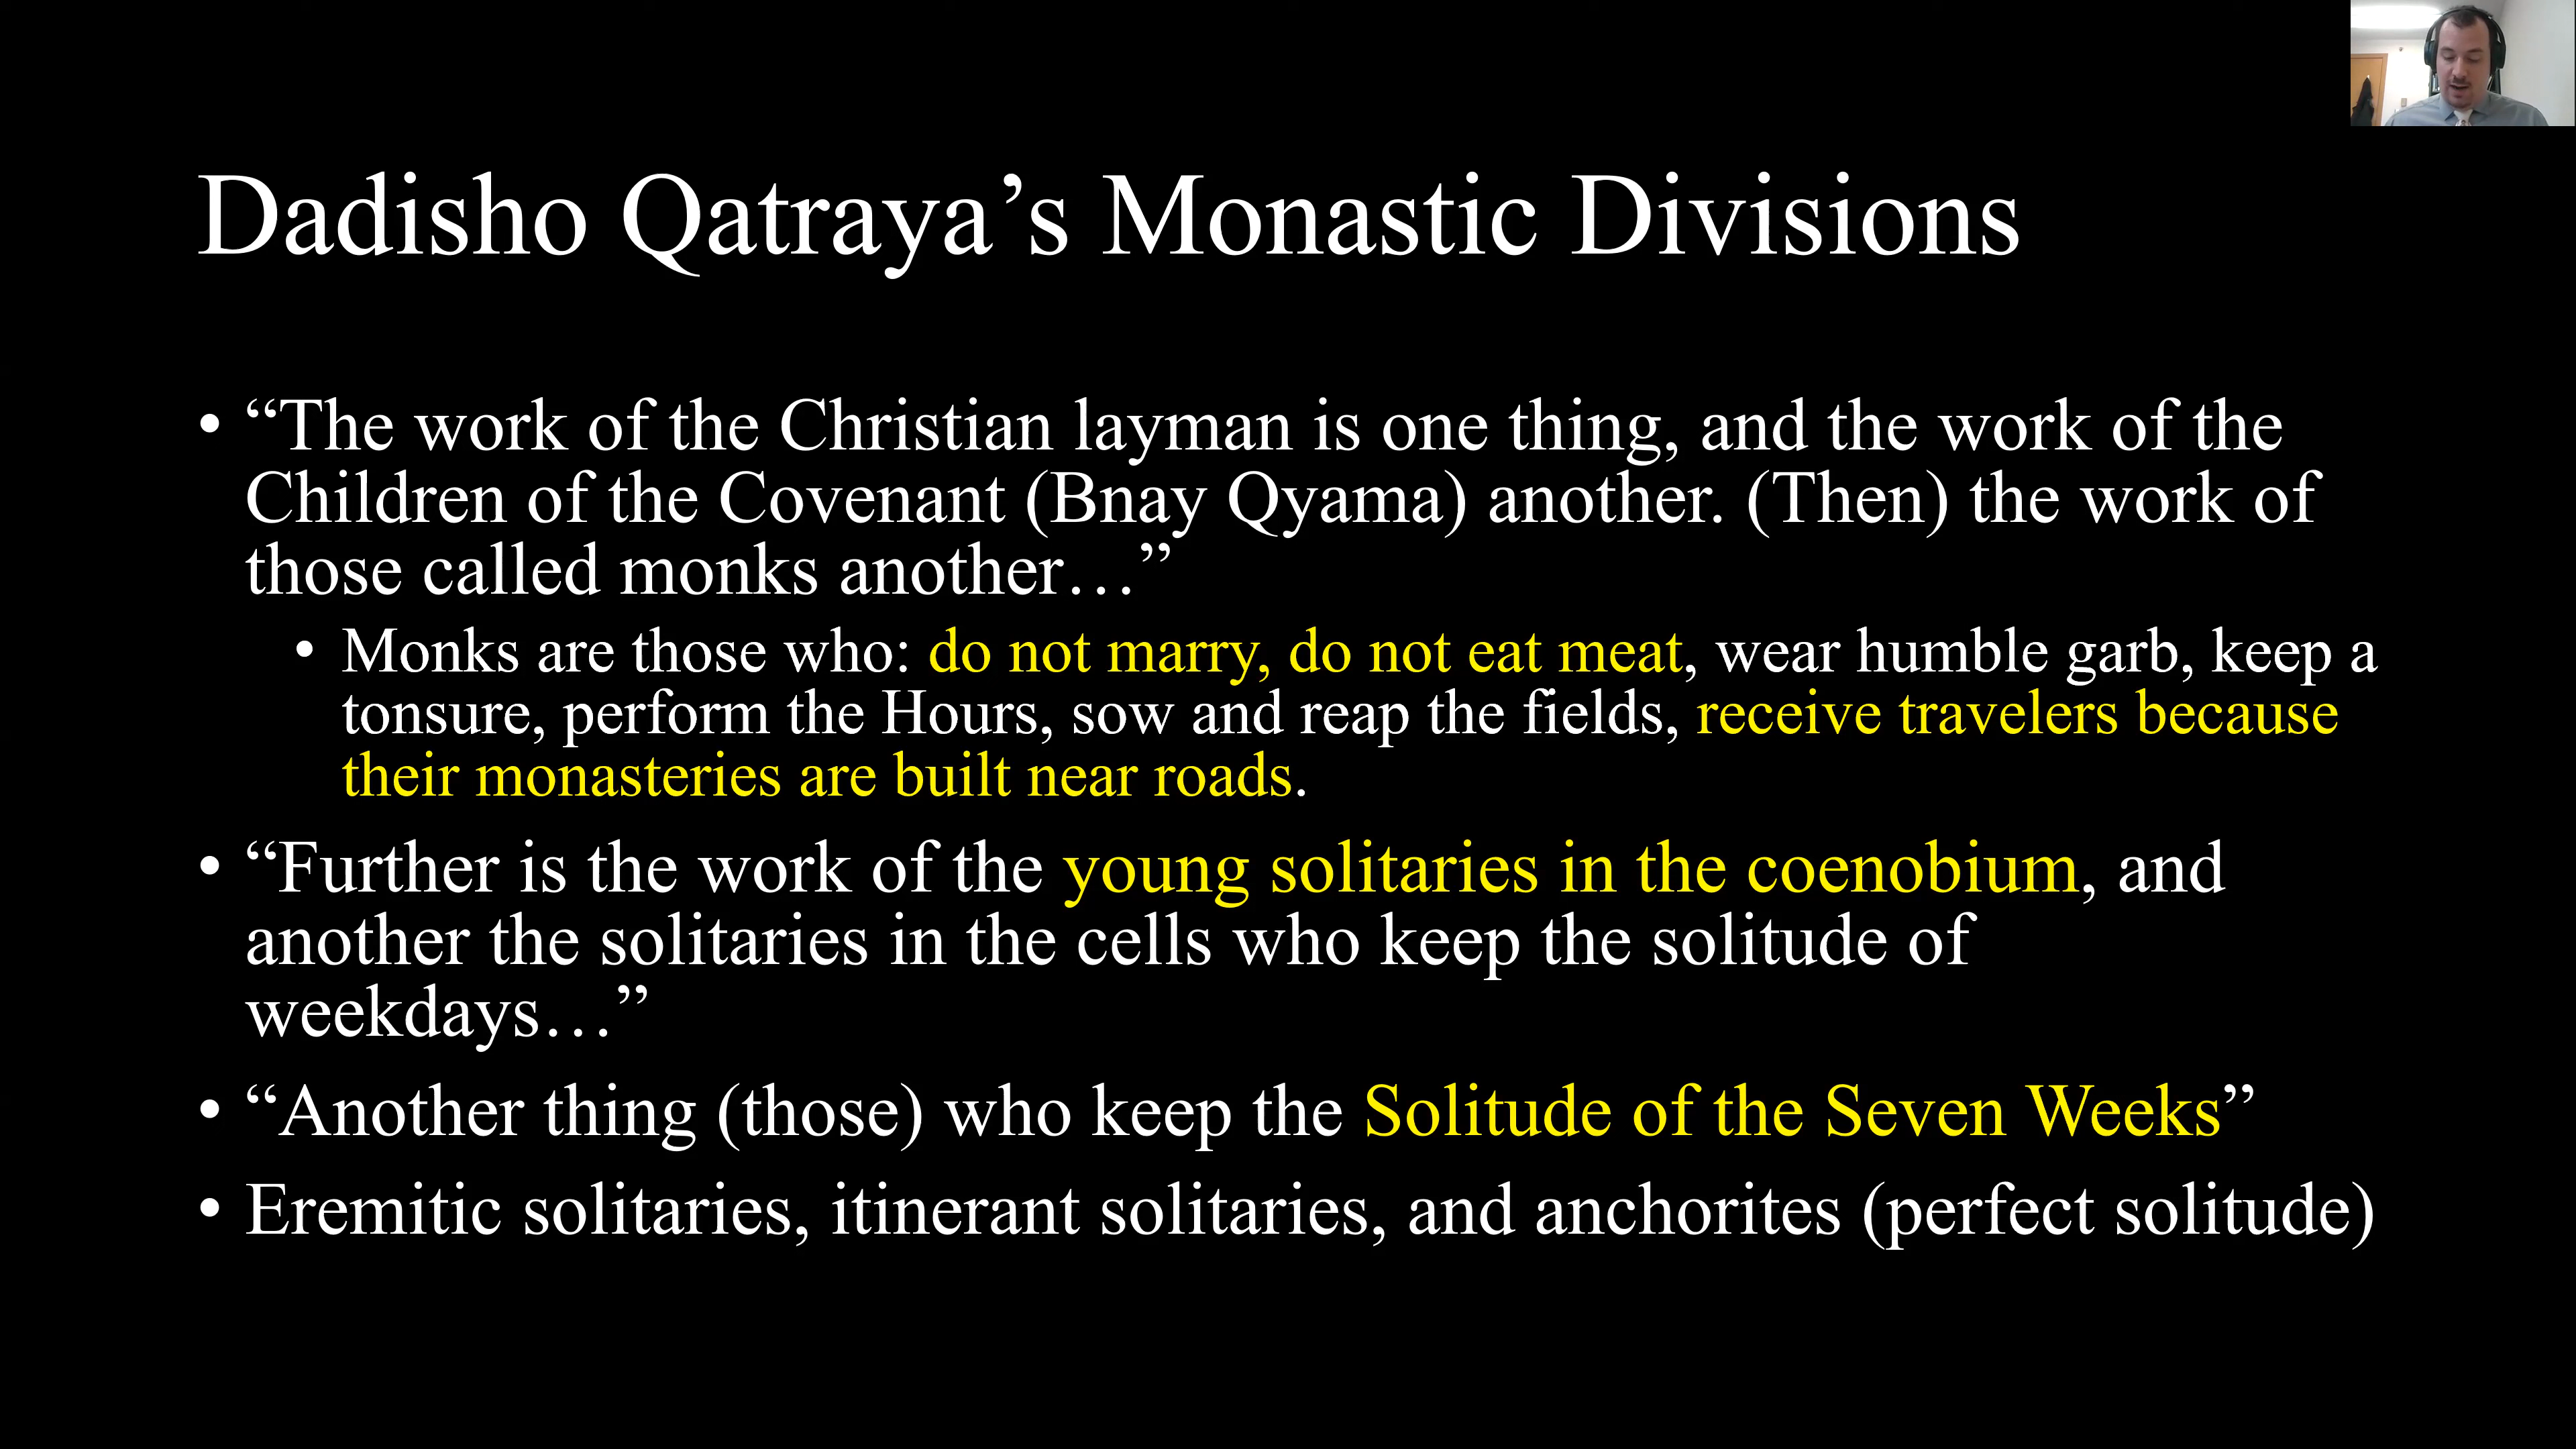 Dadisho Qatraya’s Monastic Divisions
• “The work of the Christian layman is one thing, and the work of the
Children of the Covenant (Bnay Qyama) another. (Then) the work of
those called monks another…”
• Monks are those who: do not marry, do not eat meat, wear humble garb, keep a
tonsure, perform the Hours, sow and reap the fields, receive travelers because
their monasteries are built near roads.
• “Further is the work of the young solitaries in the coenobium, and
another the solitaries in the cells who keep the solitude of
weekdays…”
• “Another thing (those) who keep the Solitude of the Seven Weeks”
• Eremitic solitaries, itinerant solitaries, and anchorites (perfect solitude)